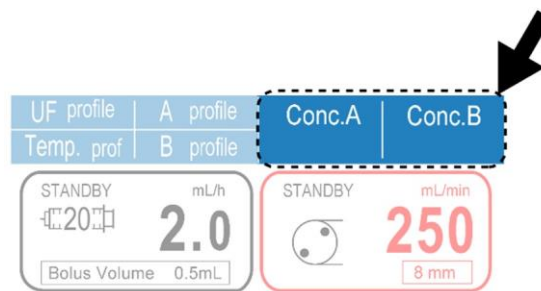 UF profile A profile Conc.A Conc.B
Temp. prof B profile
STANDBY mL/h
20 2.0
Bolus Volume 0.5mL
STANDBY mL/min
250
8 mm